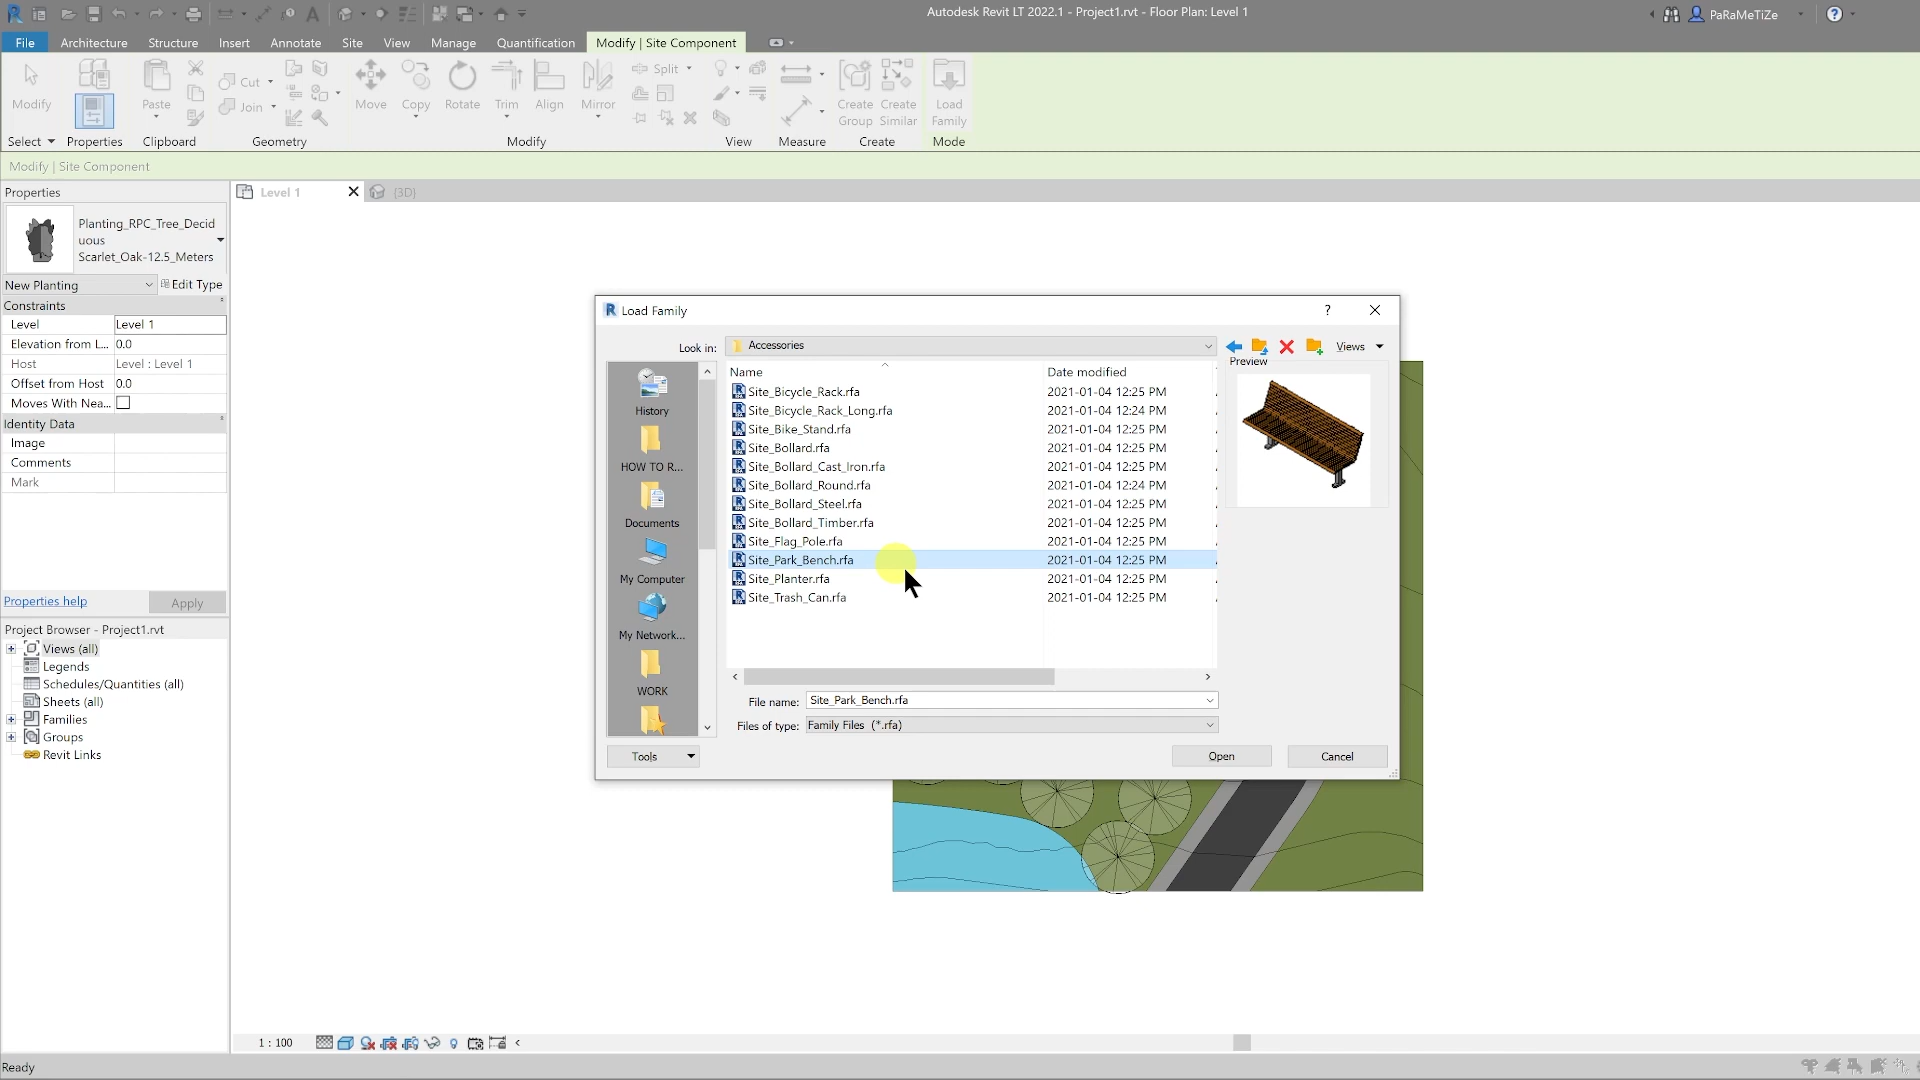 Autodesk Revit LT 2022.1 - Project1.rvt - Floor Plan: Level 1
PaRaMeTiZe
File Architecture Structure Insert Annotate Site View Manage Quantification Modify | Site Component
Modify Paste Cut Join Move Copy Rotate Trim Align Mirror Split Create Group Create Similar Load Family
Select Properties Clipboard Geometry Modify View Measure Create Mode
Modify | Site Component
Properties
Level 1 {3D}
Planting_RPC_Tree_Decid
uous
Scarlet_Oak-12.5_Meters
New Planting Edit Type
Constraints
Level Level 1
Elevation from L... 0.0
Host Level : Level 1
Offset from Host 0.0
Moves With Nea...
Identity Data
Image
Comments
Mark
Properties help Apply
Project Browser - Project1.rvt
Views (all)
Legends
Schedules/Quantities (all)
Sheets (all)
Families
Groups
Revit Links
Load Family
Look in: Accessories Views
Preview
History
HOW TO R...
Documents
My Computer
My Network...
WORK
Name Date modified
Site_Bicycle_Rack.rfa 2021-01-04 12:25 PM
Site_Bicycle_Rack_Long.rfa 2021-01-04 12:24 PM
Site_Bike_Stand.rfa 2021-01-04 12:25 PM
Site_Bollard.rfa 2021-01-04 12:25 PM
Site_Bollard_Cast_Iron.rfa 2021-01-04 12:25 PM
Site_Bollard_Round.rfa 2021-01-04 12:24 PM
Site_Bollard_Steel.rfa 2021-01-04 12:25 PM
Site_Bollard_Timber.rfa 2021-01-04 12:25 PM
Site_Flag_Pole.rfa 2021-01-04 12:25 PM
Site_Park_Bench.rfa 2021-01-04 12:25 PM
Site_Planter.rfa 2021-01-04 12:25 PM
Site_Trash_Can.rfa 2021-01-04 12:25 PM
File name: Site_Park_Bench.rfa
Files of type: Family Files (*.rfa)
Tools Open Cancel
1 : 100
Ready